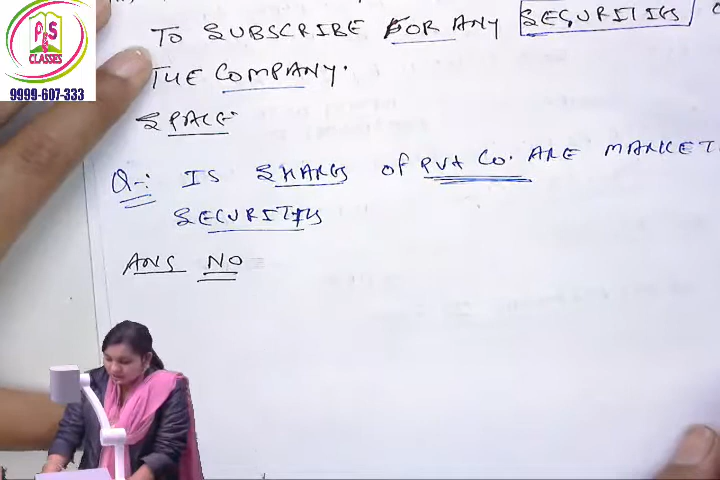 P
S
CLASSES
9999-607-333
TO SUBSCRIBE FOR ANY SECURITIES
THE COMPANY.
SPACE
Q-: IS SHARES OF PVT CO. ARE MARKET
SECURITIES
ANS NO